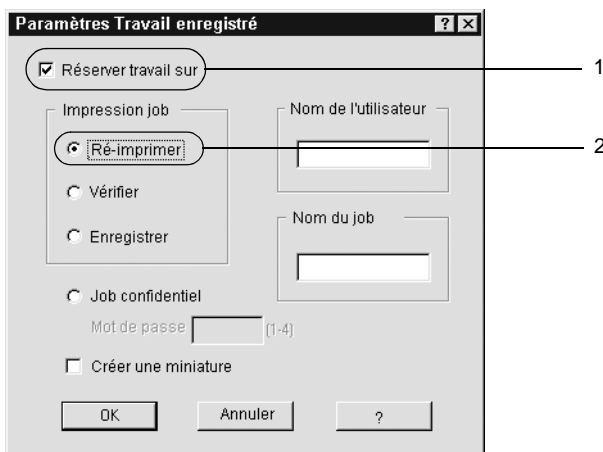 Paramètres Travail enregistré ? ×
Réserver travail sur 1
Impression job
Ré-imprimer 2
Vérifier
Enregistrer
Nom de l'utilisateur
Nom du job
Job confidentiel
Mot de passe (1-4)
Créer une miniature
OK Annuler ?